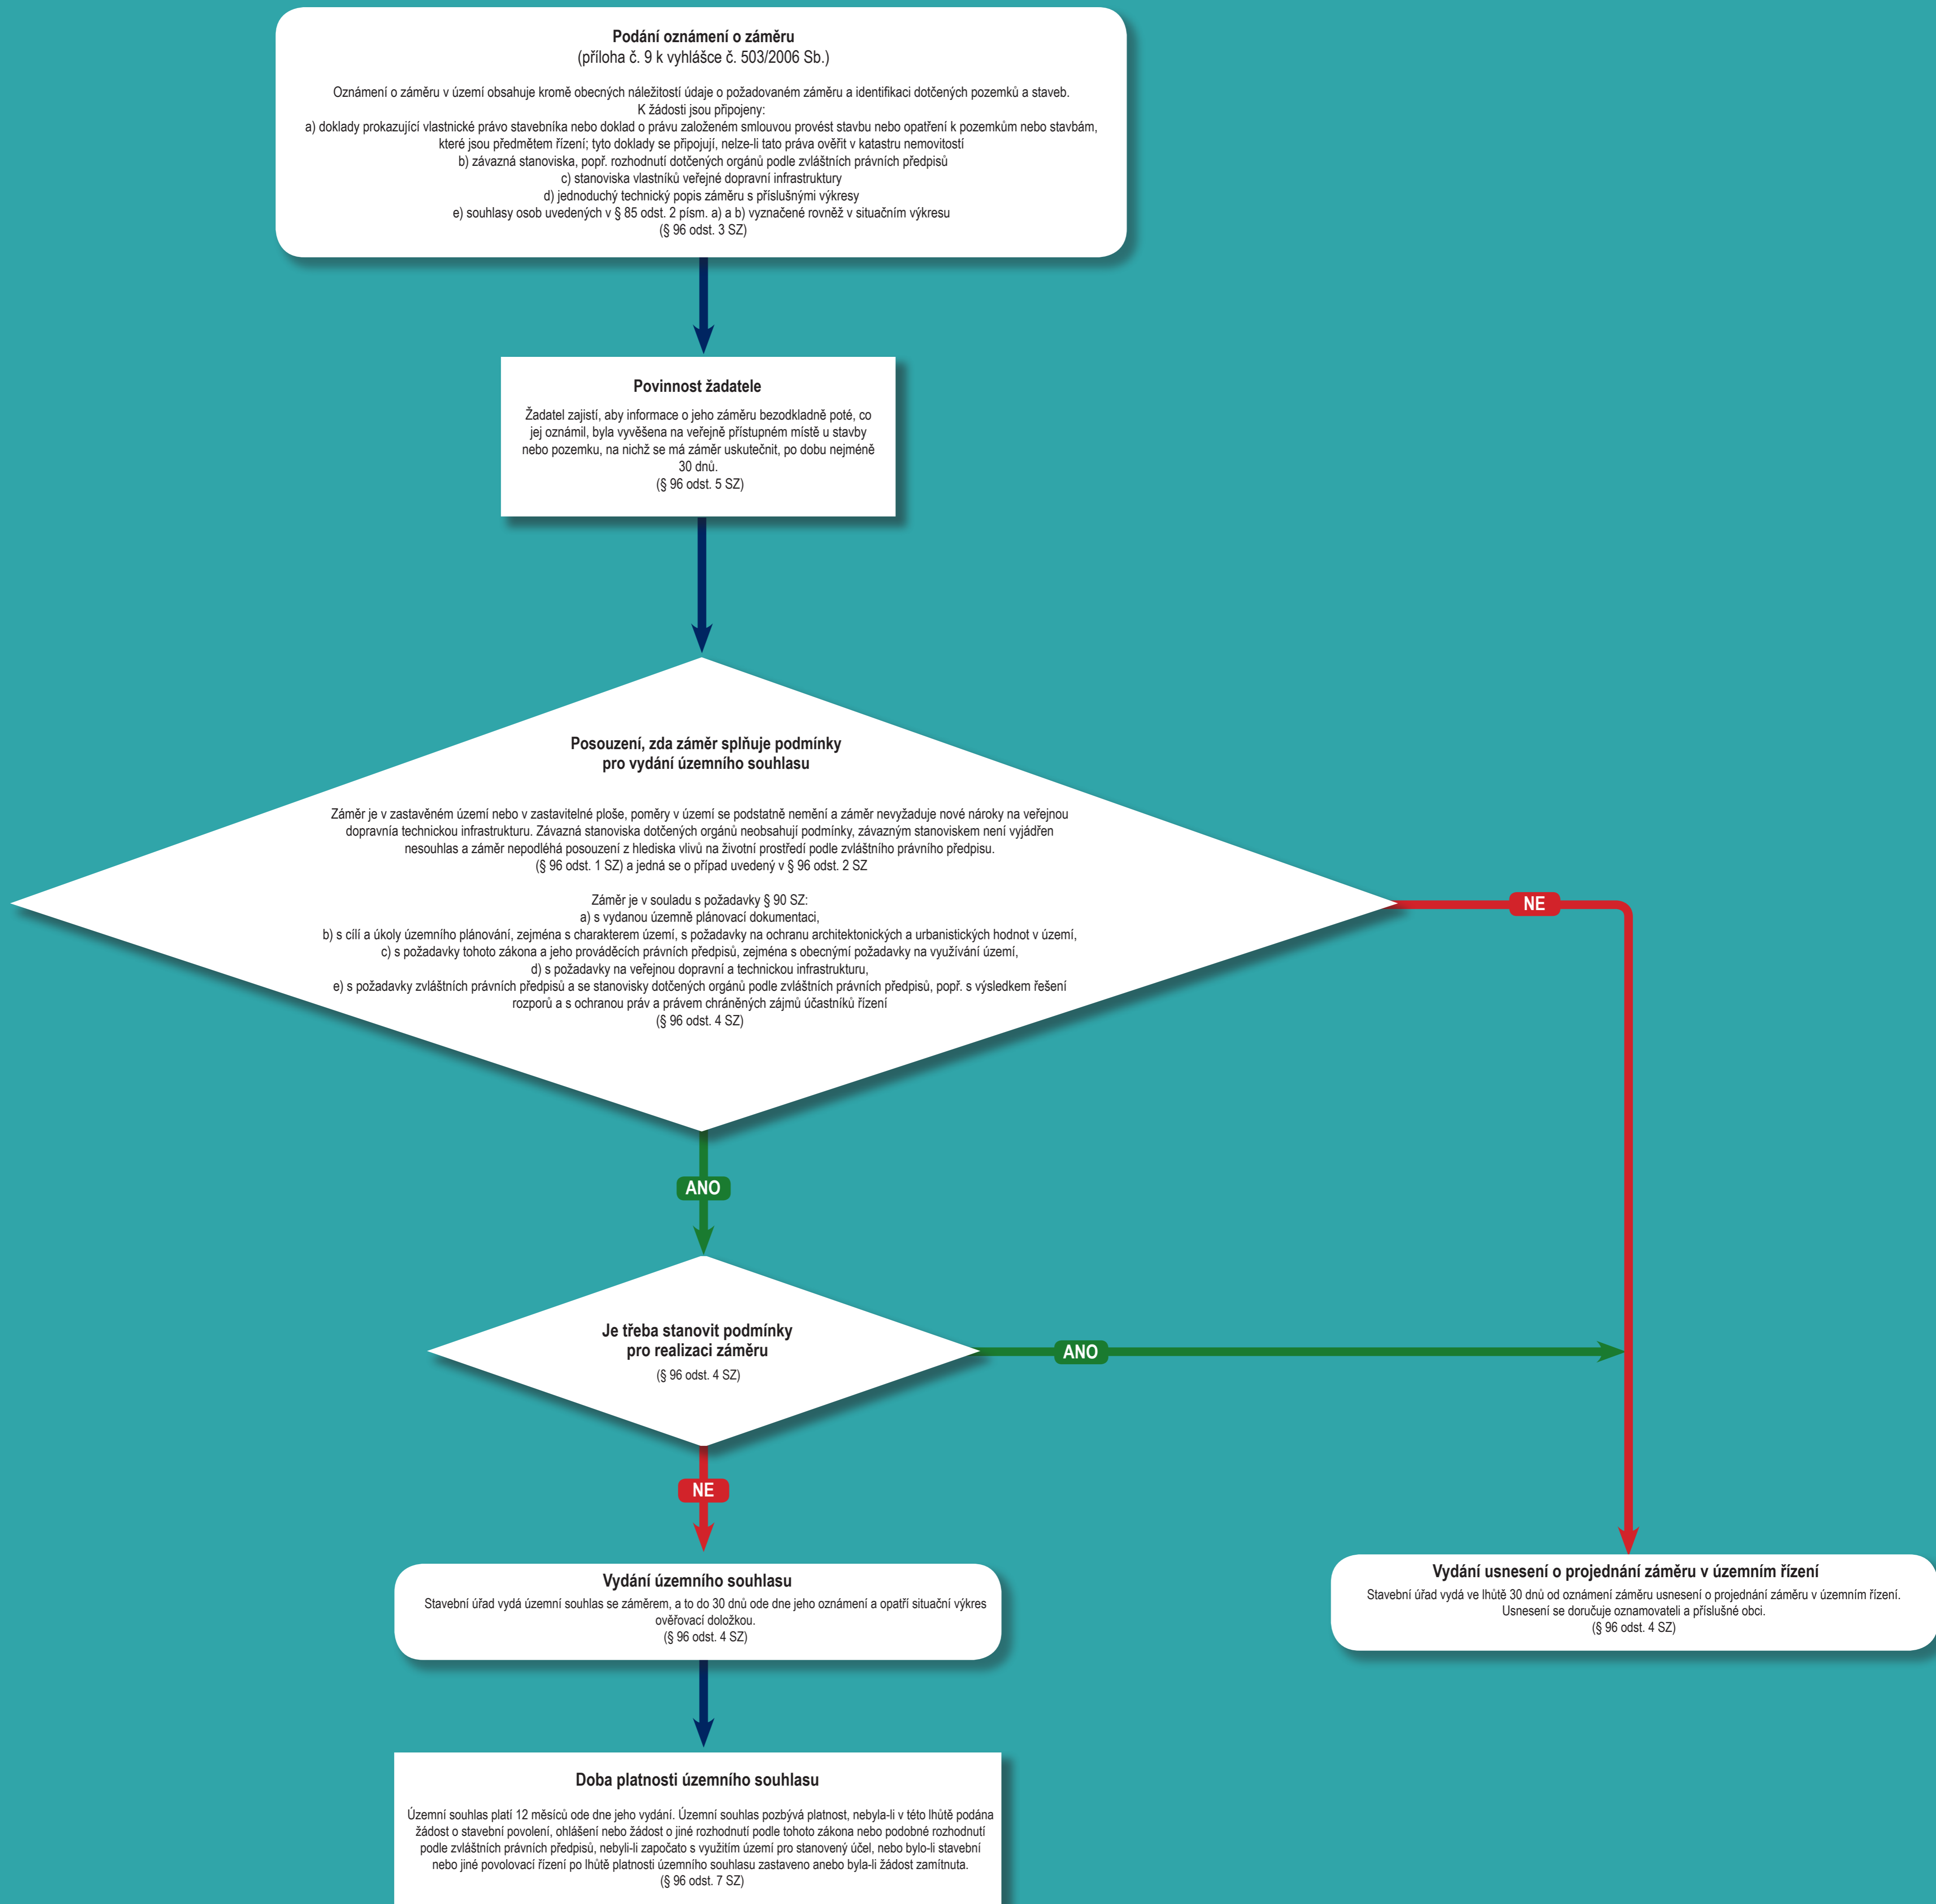 Podání oznámení o záměru
(příloha č. 9 k vyhlášce č. 503/2006 Sb.)
Oznámení o záměru v území obsahuje kromě obecných náležitostí údaje o požadovaném záměru a identifikaci dotčených pozemků a staveb.
K žádosti jsou připojeny:
a) doklady prokazující vlastnické právo stavebníka nebo doklad o právu založeném smlouvou provést stavbu nebo opatření k pozemkům nebo stavbám,
které jsou předmětem řízení; tyto doklady se připojují, nelze-li tato práva ověřit v katastru nemovitostí
b) závazná stanoviska, popř. rozhodnutí dotčených orgánů podle zvláštních právních předpisů
c) stanoviska vlastníků veřejné dopravní infrastruktury
d) jednoduchý technický popis záměru s příslušnými výkresy
e) souhlasy osob uvedených v § 85 odst. 2 písm. a) a b) vyznačené rovněž v situačním výkresu
(§ 96 odst. 3 SZ)
Povinnost žadatele
Žadatel zajistí, aby informace o jeho záměru bezodkladně poté, co
jej oznámil, byla vyvěšena na veřejně přístupném místě u stavby
nebo pozemku, na nichž se má záměr uskutečnit, po dobu nejméně
30 dnů.
(§ 96 odst. 5 SZ)
Posouzení, zda záměr splňuje podmínky
pro vydání územního souhlasu
Záměr je v zastavěném území nebo v zastavitelné ploše, poměry v území se podstatně nemění a záměr nevyžaduje nové nároky na veřejnou
dopravnía technickou infrastrukturu. Závazná stanoviska dotčených orgánů neobsahují podmínky, závazným stanoviskem není vyjádřen
nesouhlas a záměr nepodléhá posouzení z hlediska vlivů na životní prostředí podle zvláštního právního předpisu.
(§ 96 odst. 1 SZ) a jedná se o případ uvedený v § 96 odst. 2 SZ
Záměr je v souladu s požadavky § 90 SZ:
a) s vydanou územně plánovací dokumentaci,
b) s cílí a úkoly územního plánování, zejména s charakterem území, s požadavky na ochranu architektonických a urbanistických hodnot v území,
c) s požadavky tohoto zákona a jeho prováděcích právních předpisů, zejména s obecnými požadavky na využívání území,
d) s požadavky na veřejnou dopravní a technickou infrastrukturu,
e) s požadavky zvláštních právních předpisů a se stanovisky dotčených orgánů podle zvláštních právních předpisů, popř. s výsledkem řešení
rozporů a s ochranou práv a právem chráněných zájmů účastníků řízení
(§ 96 odst. 4 SZ)
NE
ANO
Je třeba stanovit podmínky
pro realizaci záměru
(§ 96 odst. 4 SZ)
ANO
NE
Vydání územního souhlasu
Stavební úřad vydá územní souhlas se záměrem, a to do 30 dnů ode dne jeho oznámení a opatří situační výkres
ověřovací doložkou.
(§ 96 odst. 4 SZ)
Vydání usnesení o projednání záměru v územním řízení
Stavební úřad vydá ve lhůtě 30 dnů od oznámení záměru usnesení o projednání záměru v územním řízení.
Usnesení se doručuje oznamovateli a příslušné obci.
(§ 96 odst. 4 SZ)
Doba platnosti územního souhlasu
Územní souhlas platí 12 měsíců ode dne jeho vydání. Územní souhlas pozbývá platnost, nebyla-li v této lhůtě podána
žádost o stavební povolení, ohlášení nebo žádost o jiné rozhodnutí podle tohoto zákona nebo podobné rozhodnutí
podle zvláštních právních předpisů, nebyli-li započato s využitím území pro stanovený účel, nebo bylo-li stavební
nebo jiné povolovací řízení po lhůtě platnosti územního souhlasu zastaveno anebo byla-li žádost zamítnuta.
(§ 96 odst. 7 SZ)